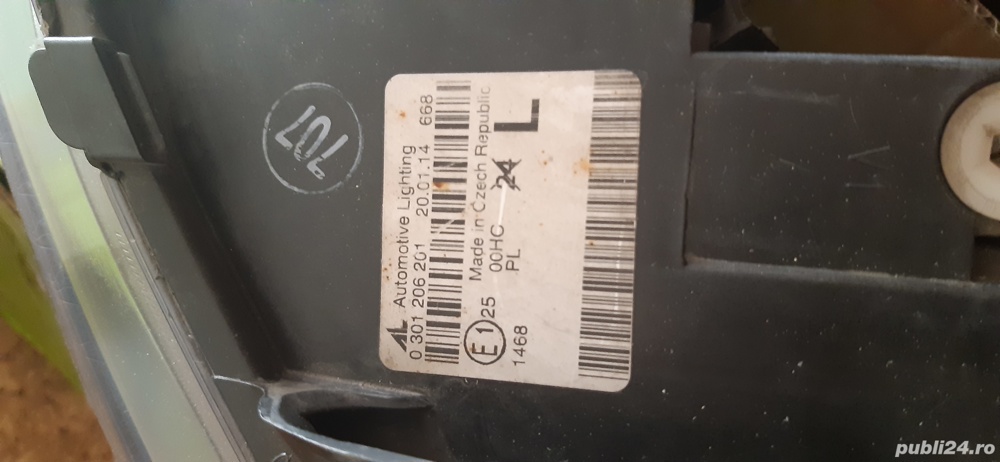 AL Automotive Lighting
0 301 206 201 20.01.14 668
Made in Czech Republic
E1 25 00HC 24 L
1468 PL
707
publi24.ro